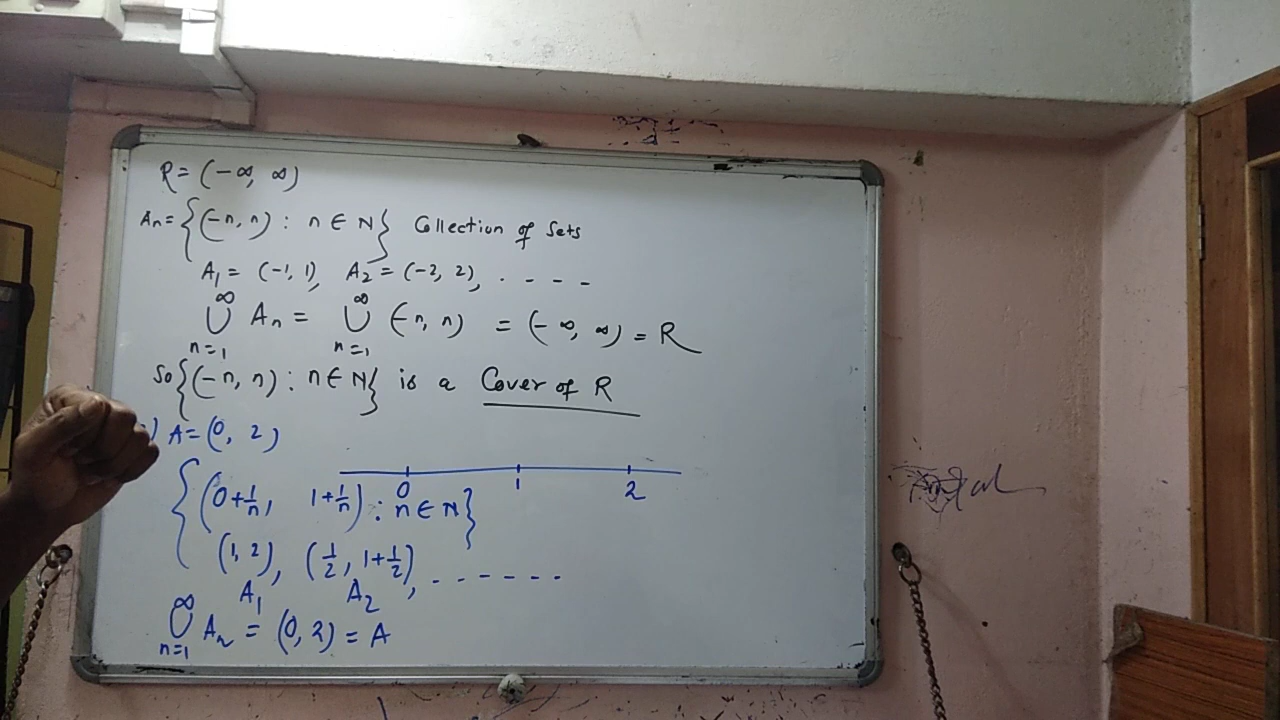 R = (-∞, ∞)
An = {(-n, n) : n ∈ N} Collection of Sets
A₁ = (-1, 1), A₂ = (-2, 2), . - - -
∞ ∞
∪ An = ∪ (-n, n) = (-∞, ∞) = R
n=1 n=1
So {(-n, n) : n ∈ N} is a Cover of R
) A = (0, 2)
0 1 2
{(0+1/n, 1+1/n) : n ∈ N}
(1, 2), (1/2, 1+1/2), - - - - - -
A₁ A₂
∞
∪ An = (0, 2) = A
n=1